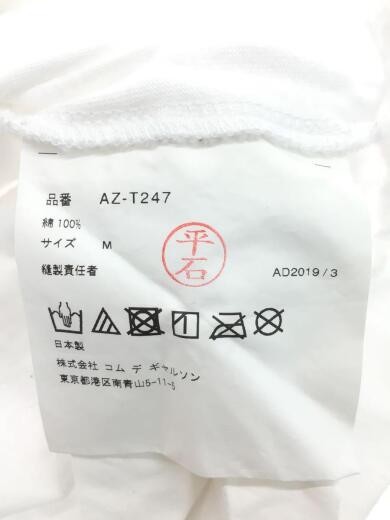 品番 AZ-T247
綿 100%
サイズ M
平石
縫製責任者 AD2019/3
日本製
株式会社 コム デ ギャルソン
東京都港区南青山5-11-5